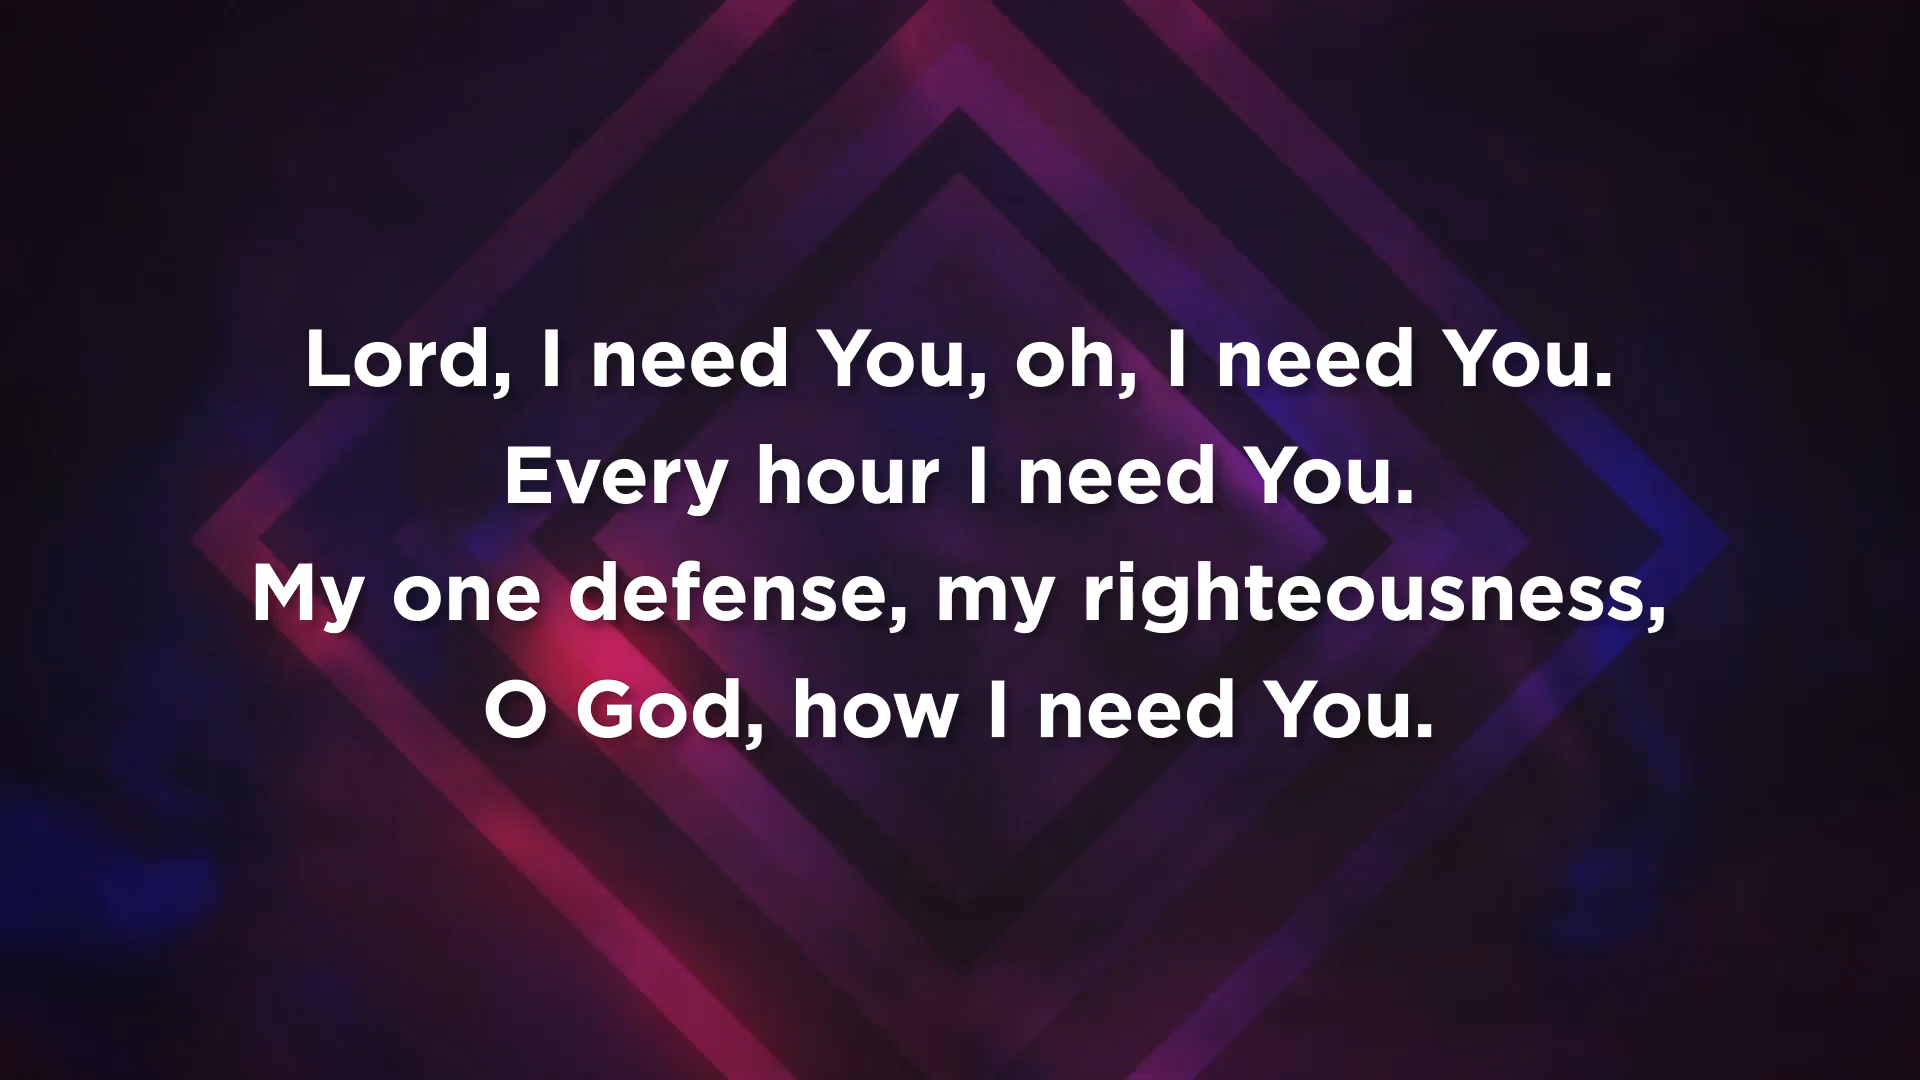 Lord, I need You, oh, I need You.
Every hour I need You.
My one defense, my righteousness,
O God, how I need You.